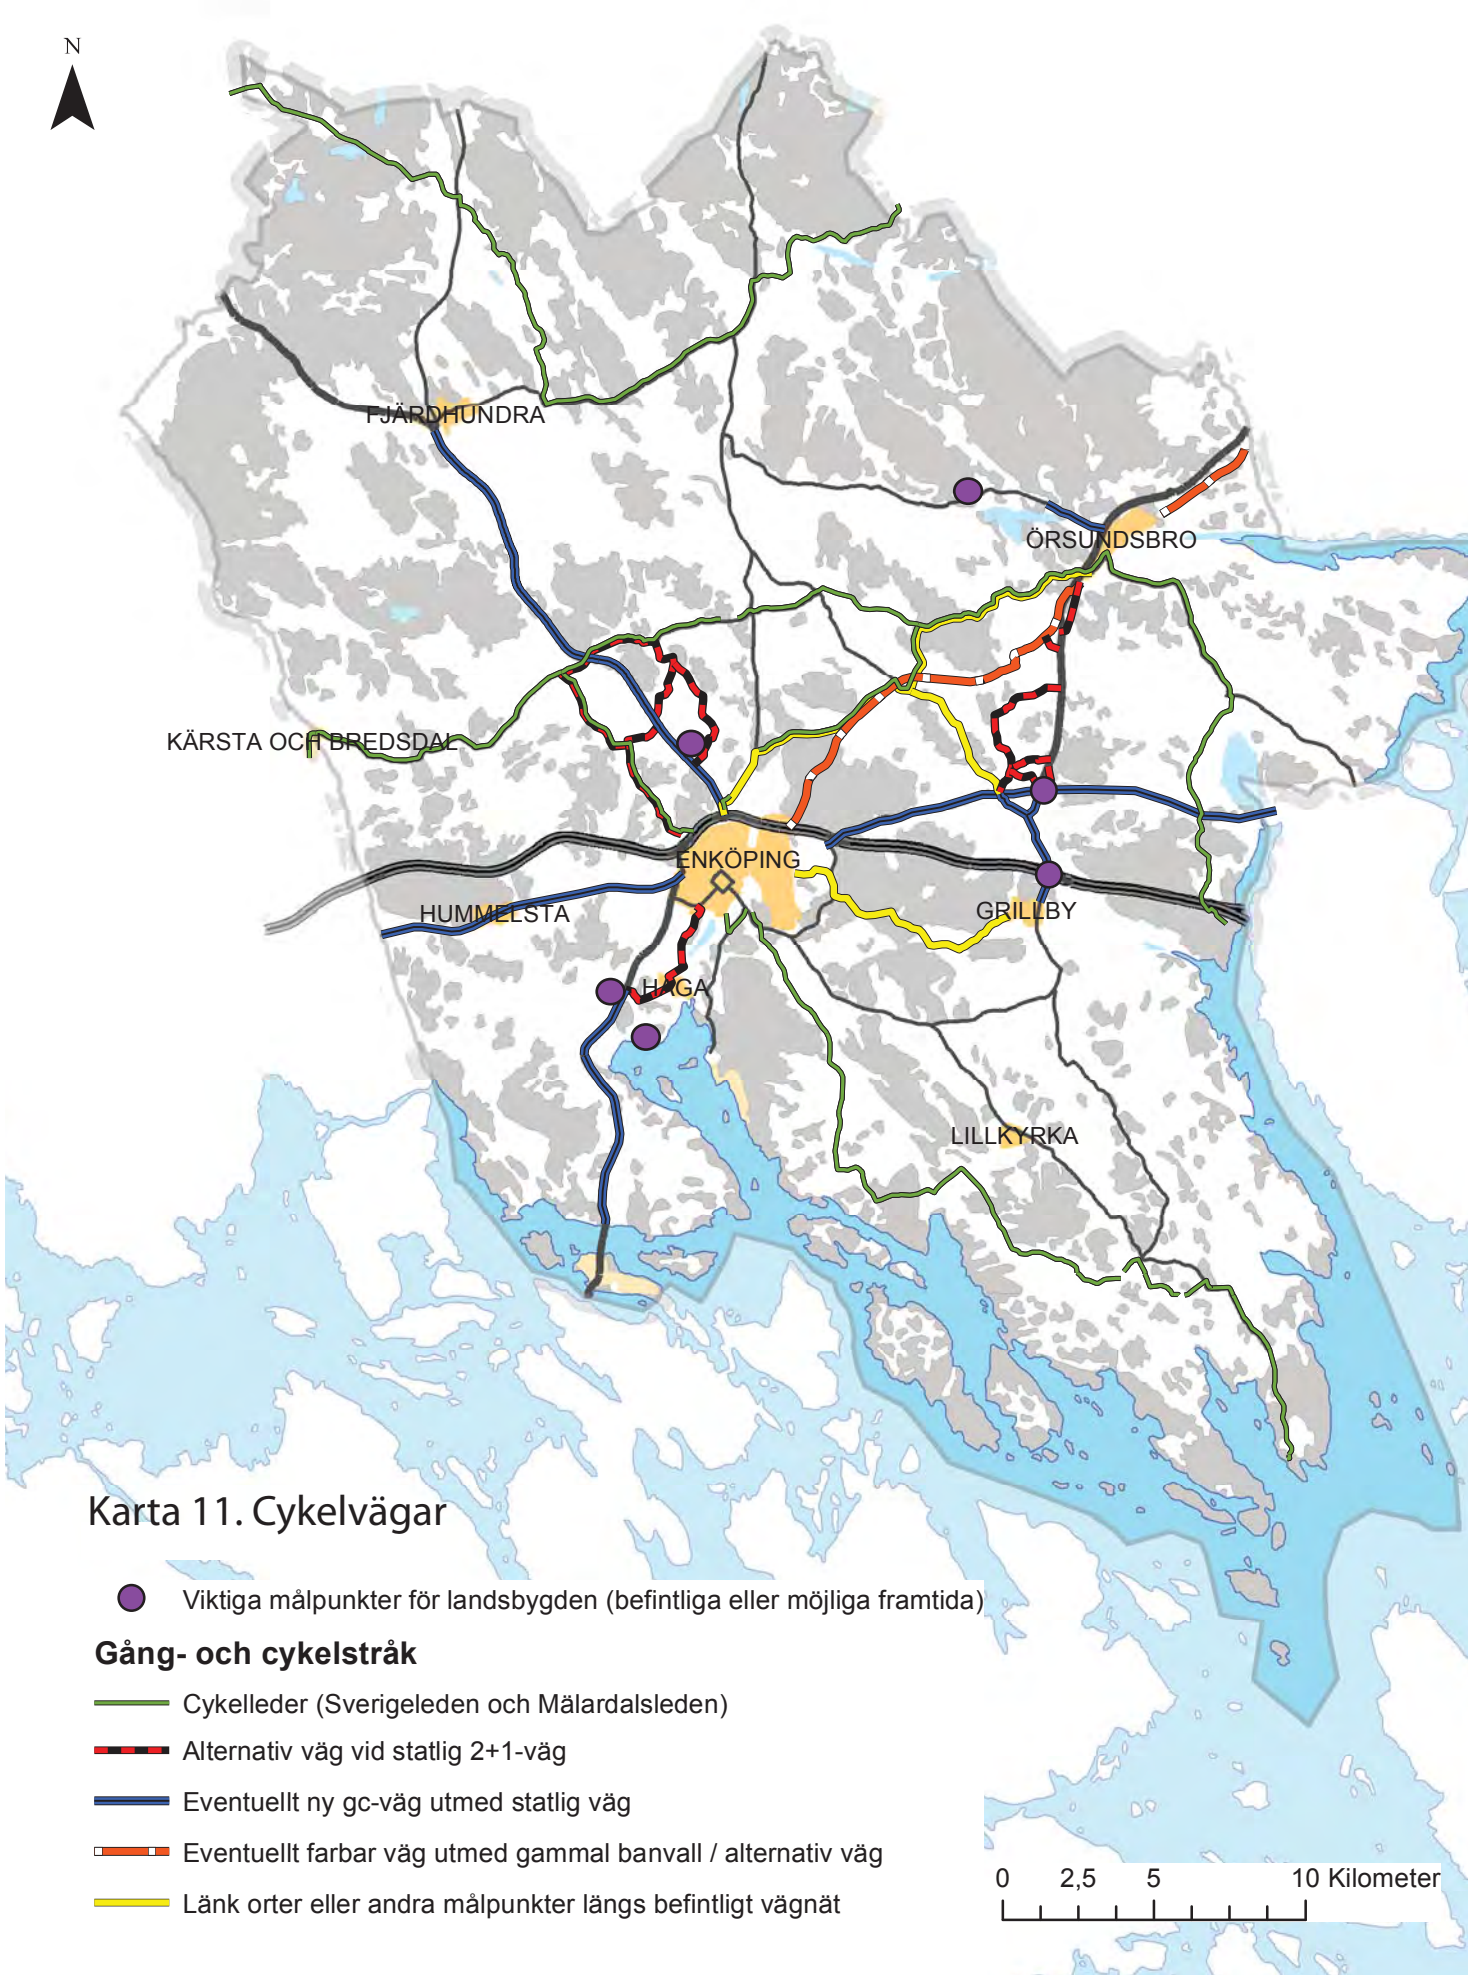 N
FJÄRDHUNDRA
ÖRSUNDSBRO
KÄRSTA OCH BREDSDAL
ENKÖPING
HUMMELSTA
GRILLBY
HAGA
LILLKYRKA
Karta 11. Cykelvägar
Viktiga målpunkter för landsbygden (befintliga eller möjliga framtida)
Gång- och cykelstråk
Cykelleder (Sverigeleden och Mälardalsleden)
Alternativ väg vid statlig 2+1-väg
Eventuellt ny gc-väg utmed statlig väg
Eventuellt farbar väg utmed gammal banvall / alternativ väg
Länk orter eller andra målpunkter längs befintligt vägnät
0 2,5 5 10 Kilometer